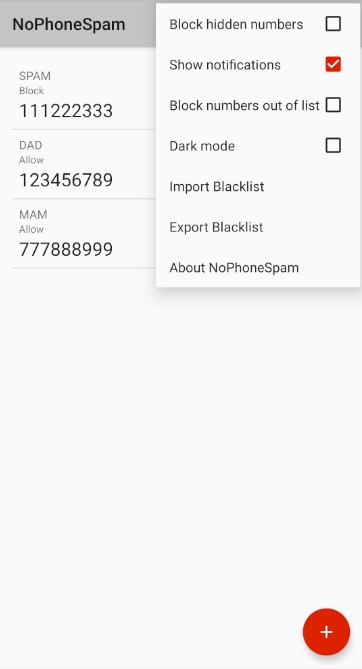 NoPhoneSpam
Block hidden numbers
Show notifications
Block numbers out of list
Dark mode
Import Blacklist
Export Blacklist
About NoPhoneSpam
SPAM
Block
111222333
DAD
Allow
123456789
MAM
Allow
777888999
+